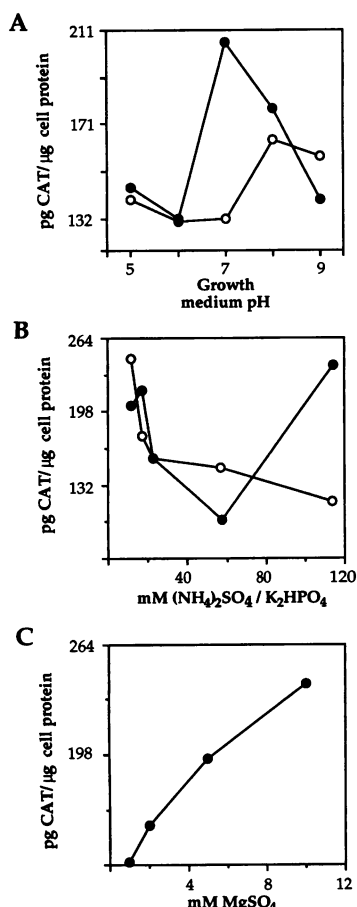 A
pg CAT/μg cell protein
211
171
132
5
7
9
Growth
medium pH
B
pg CAT/μg cell protein
264
198
132
40
80
120
mM (NH4)2SO4 / K2HPO4
C
pg CAT/μg cell protein
264
198
4
8
12
mM MgSO4